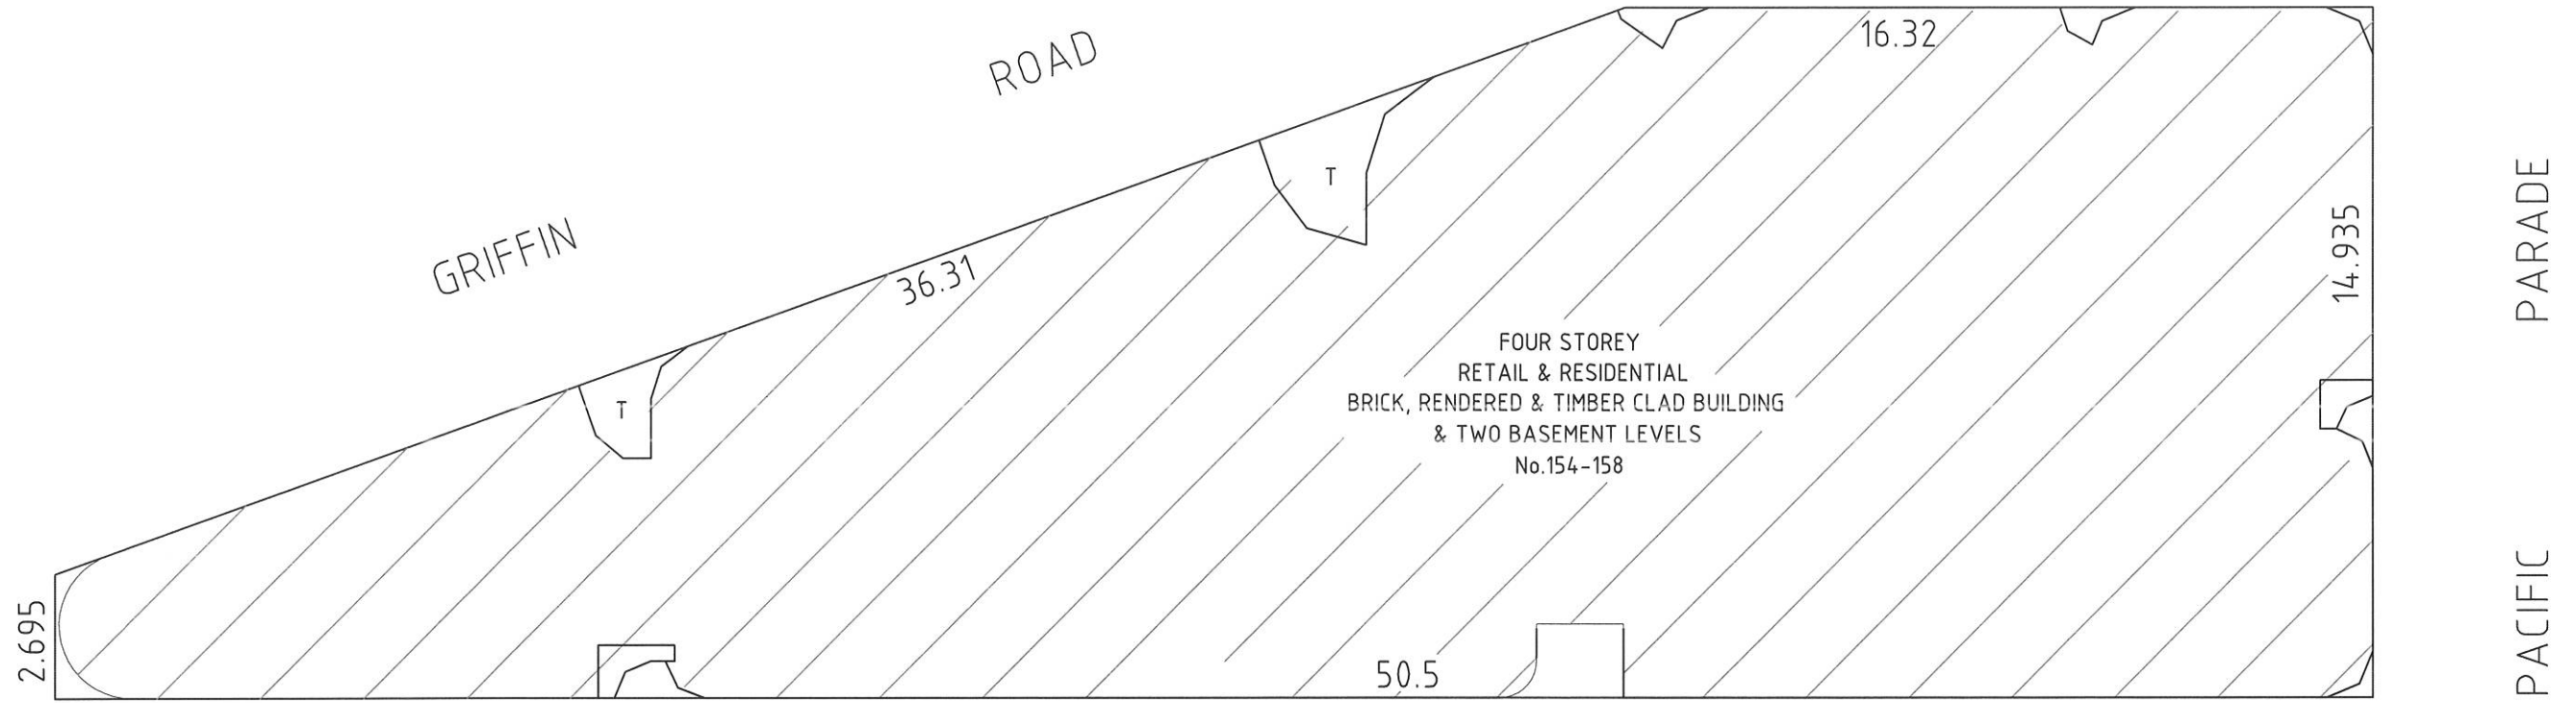 GRIFFIN ROAD
16.32
T
36.31
T
14.935
PACIFIC PARADE
FOUR STOREY
RETAIL & RESIDENTIAL
BRICK, RENDERED & TIMBER CLAD BUILDING
& TWO BASEMENT LEVELS
No.154-158
2.695
50.5